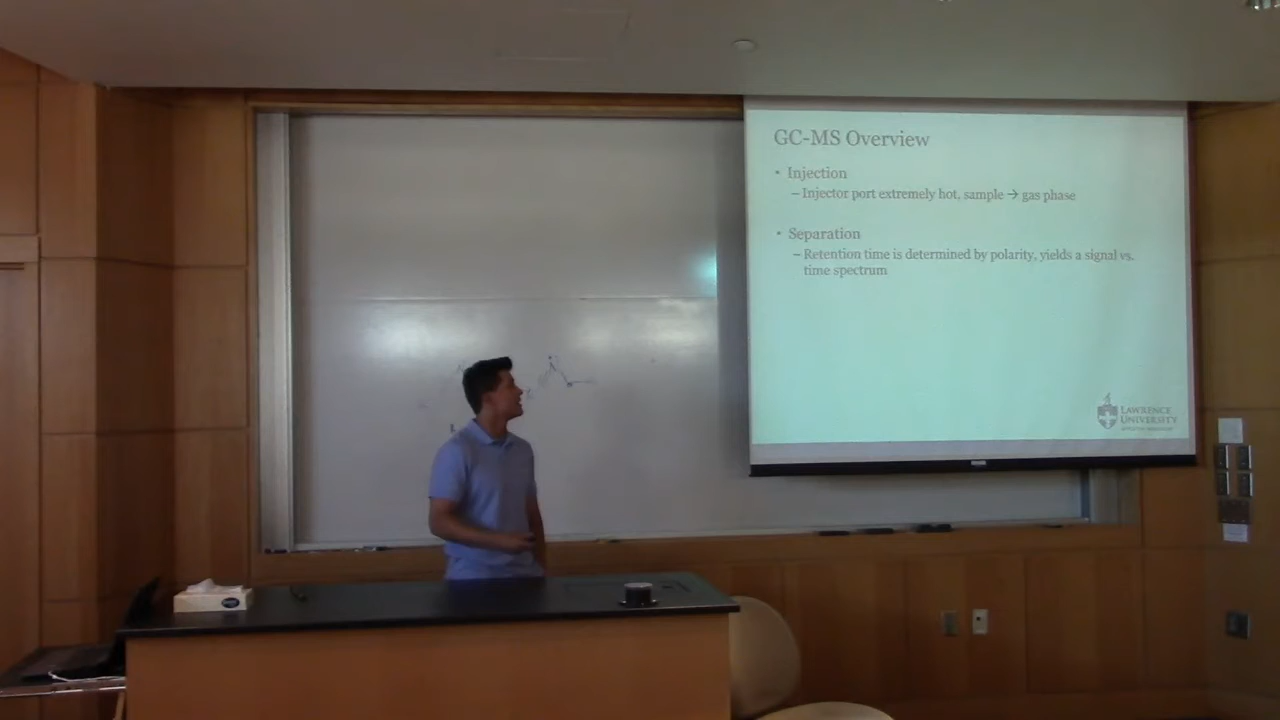 GC-MS Overview
• Injection
– Injector port extremely hot, sample → gas phase
• Separation
– Retention time is determined by polarity, yields a signal vs.
time spectrum
LAWRENCE
UNIVERSITY